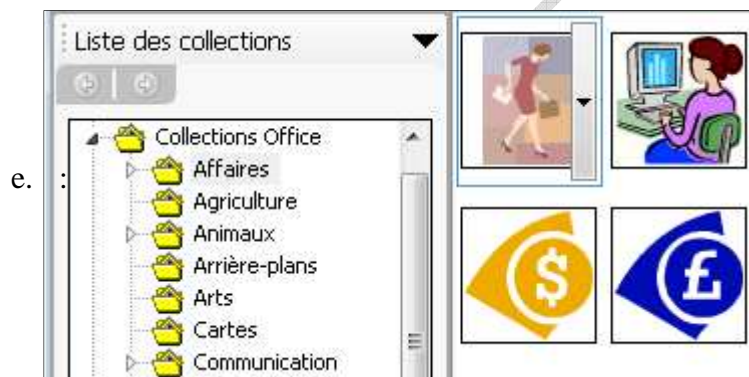 Liste des collections
Collections Office
e. :
Affaires
Agriculture
Animaux
Arrière-plans
Arts
Cartes
Communication
$
£